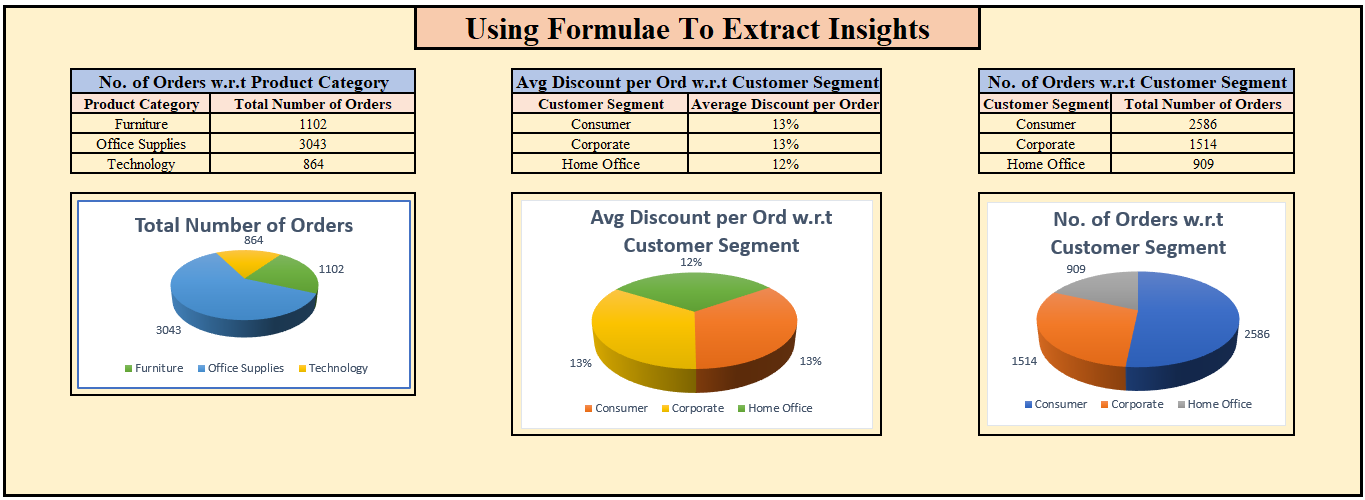 Using Formulae To Extract Insights
No. of Orders w.r.t Product Category
Product Category Total Number of Orders
Furniture 1102
Office Supplies 3043
Technology 864
Avg Discount per Ord w.r.t Customer Segment
Customer Segment Average Discount per Order
Consumer 13%
Corporate 13%
Home Office 12%
No. of Orders w.r.t Customer Segment
Customer Segment Total Number of Orders
Consumer 2586
Corporate 1514
Home Office 909
Total Number of Orders
864
1102
3043
Furniture Office Supplies Technology
Avg Discount per Ord w.r.t
Customer Segment
12%
13% 13%
Consumer Corporate Home Office
No. of Orders w.r.t
Customer Segment
909
2586
1514
Consumer Corporate Home Office